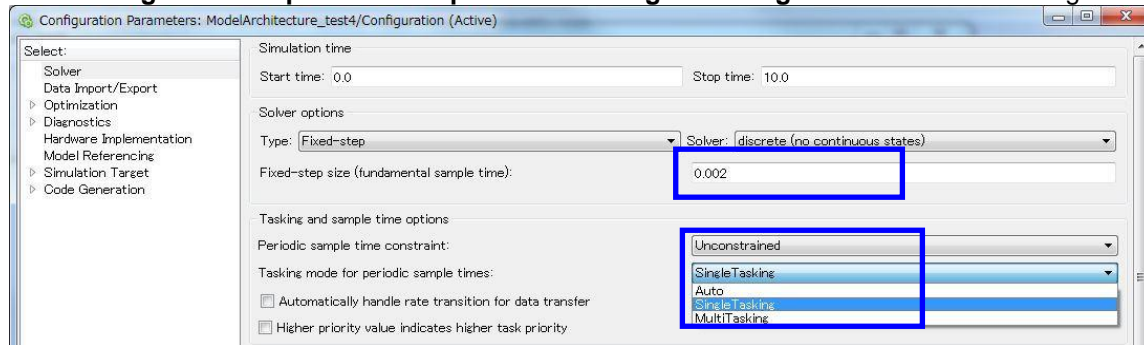 Configuration Parameters: ModelArchitecture_test4/Configuration (Active)
Select:
Solver
Data Import/Export
Optimization
Diagnostics
Hardware Implementation
Model Referencing
Simulation Target
Code Generation
Simulation time
Start time: 0.0 Stop time: 10.0
Solver options
Type: Fixed-step Solver: discrete (no continuous states)
Fixed-step size (fundamental sample time): 0.002
Tasking and sample time options
Periodic sample time constraint: Unconstrained
Tasking mode for periodic sample times: SingleTasking
Auto
SingleTasking
MultiTasking
Automatically handle rate transition for data transfer
Higher priority value indicates higher task priority